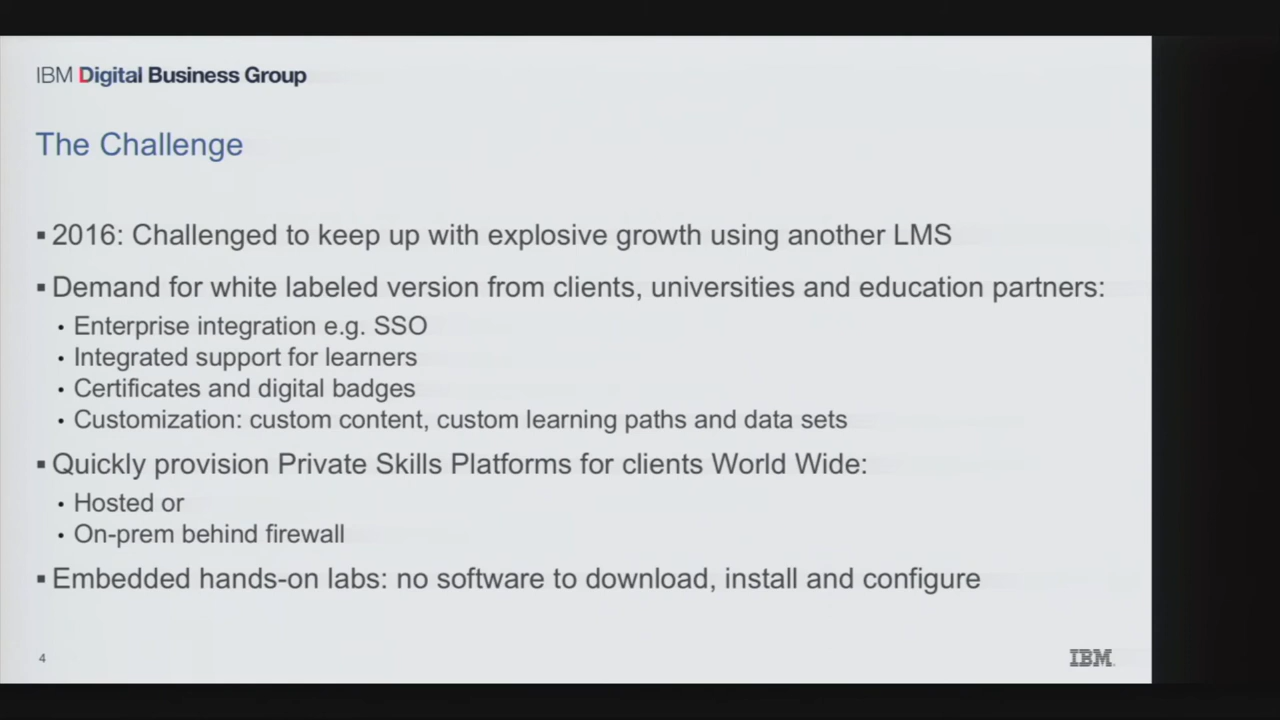 IBM Digital Business Group
The Challenge
▪ 2016: Challenged to keep up with explosive growth using another LMS
▪ Demand for white labeled version from clients, universities and education partners:
• Enterprise integration e.g. SSO
• Integrated support for learners
• Certificates and digital badges
• Customization: custom content, custom learning paths and data sets
▪ Quickly provision Private Skills Platforms for clients World Wide:
• Hosted or
• On-prem behind firewall
▪ Embedded hands-on labs: no software to download, install and configure
4
IBM